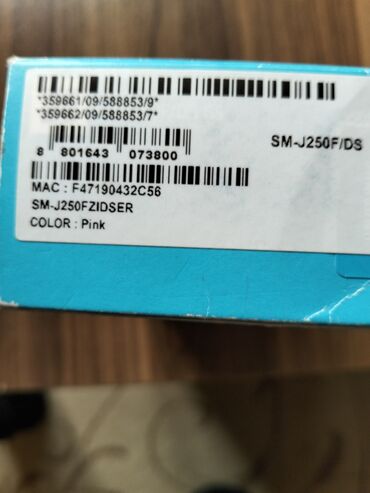 *359661/09/588853/9*
*359662/09/588853/7*
SM-J250F/DS
8 801643 073800
MAC : F47190432C56
SM-J250FZIDSER
COLOR : Pink